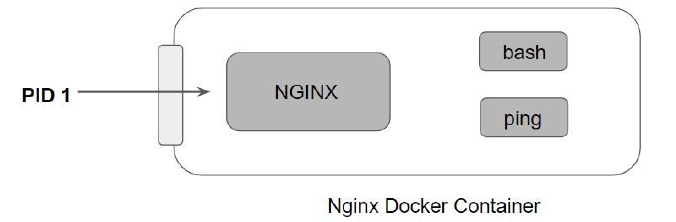 bash
PID 1
NGINX
ping
Nginx Docker Container